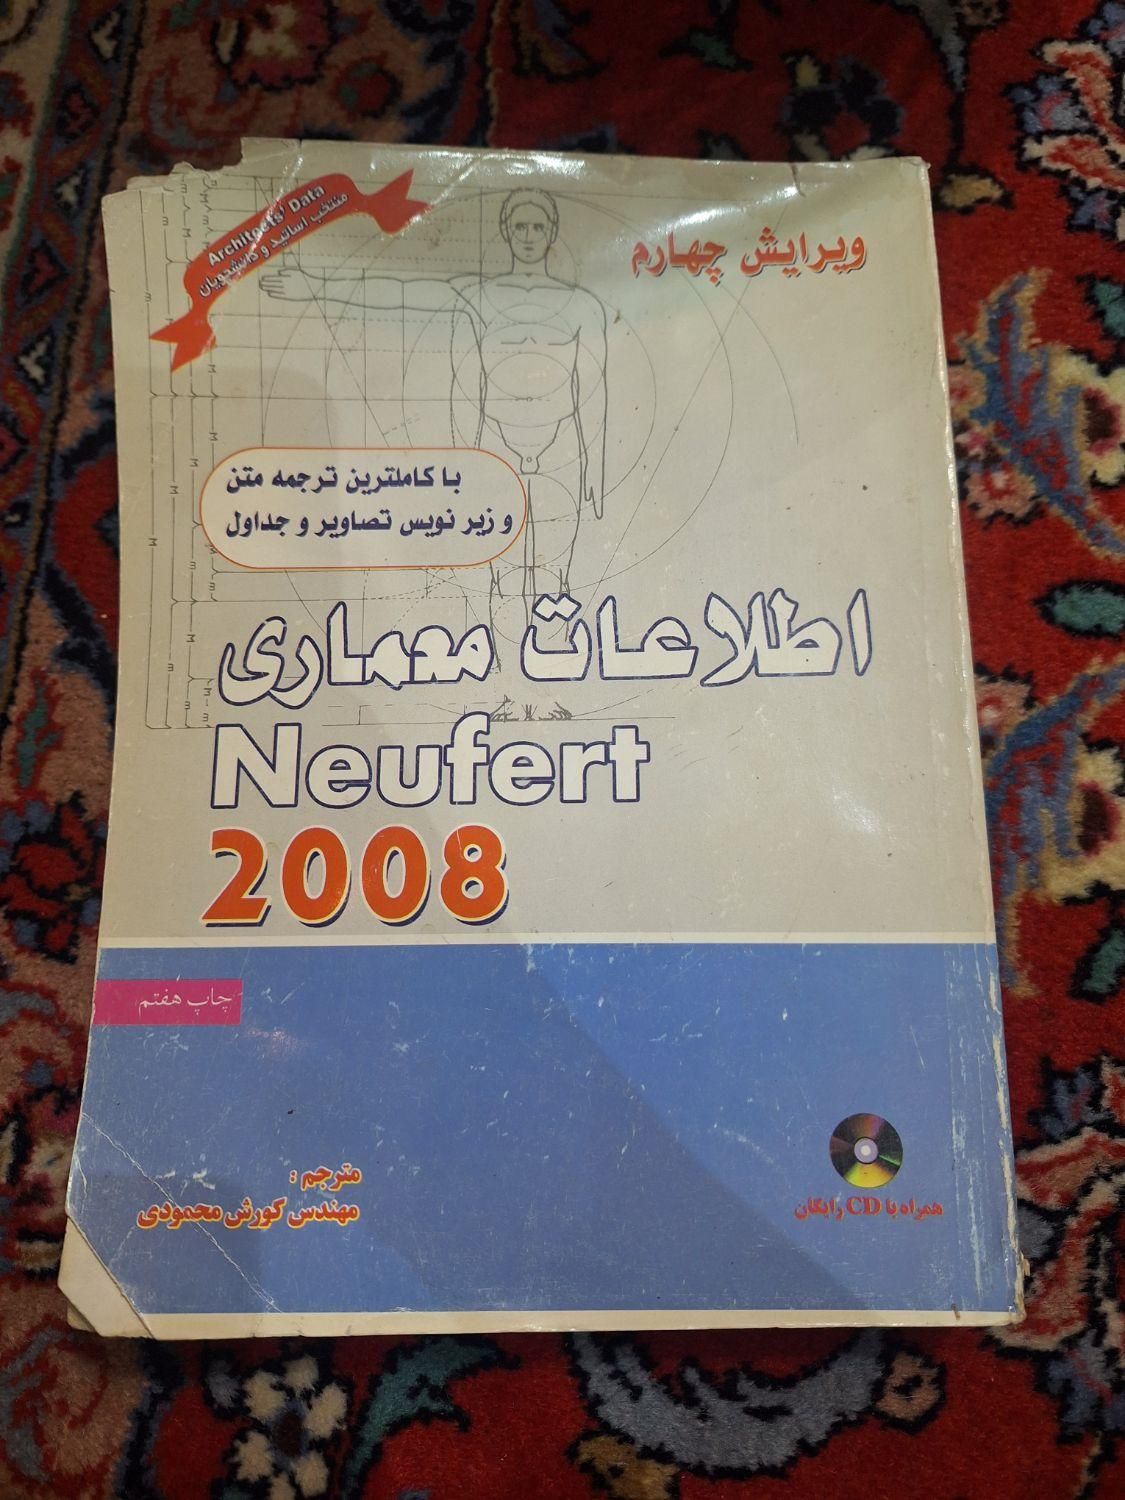 Architects' Data
منتخب اساتید و دانشجویان
ویرایش چهارم
با کاملترین ترجمه متن
و زیر نویس تصاویر و جداول
اطلاعات معماری
Neufert
2008
چاپ هفتم
مترجم :
مهندس کورش محمودی
همراه با CD رایگان